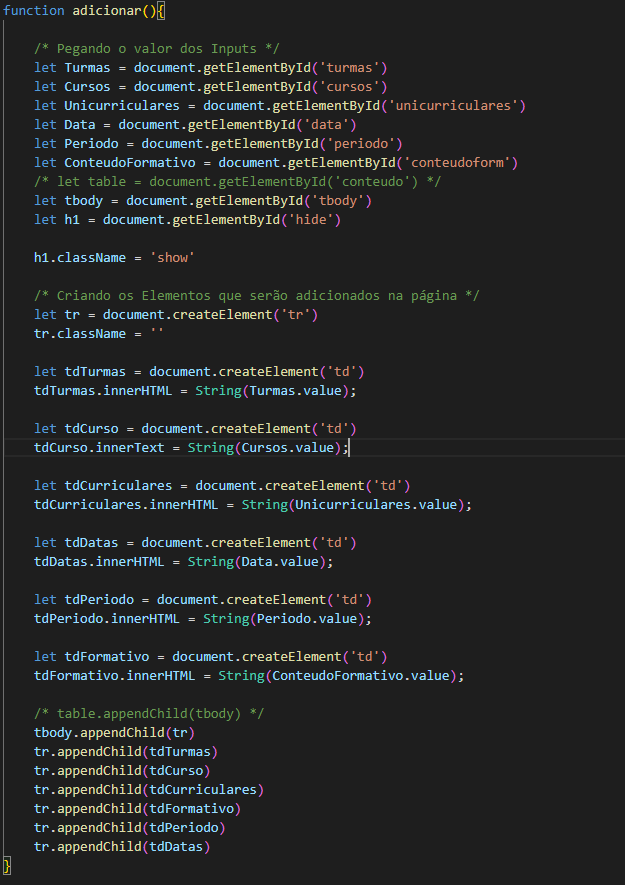 function adicionar(){
/* Pegando o valor dos Inputs */
let Turmas = document.getElementById('turmas')
let Cursos = document.getElementById('cursos')
let Unicurriculares = document.getElementById('unicurriculares')
let Data = document.getElementById('data')
let Periodo = document.getElementById('periodo')
let ConteudoFormativo = document.getElementById('conteudoform')
/* let table = document.getElementById('conteudo') */
let tbody = document.getElementById('tbody')
let h1 = document.getElementById('hide')
h1.className = 'show'
/* Criando os Elementos que serão adicionados na página */
let tr = document.createElement('tr')
tr.className = ''
let tdTurmas = document.createElement('td')
tdTurmas.innerHTML = String(Turmas.value);
let tdCurso = document.createElement('td')
tdCurso.innerText = String(Cursos.value);
let tdCurriculares = document.createElement('td')
tdCurriculares.innerHTML = String(Unicurriculares.value);
let tdDatas = document.createElement('td')
tdDatas.innerHTML = String(Data.value);
let tdPeriodo = document.createElement('td')
tdPeriodo.innerHTML = String(Periodo.value);
let tdFormativo = document.createElement('td')
tdFormativo.innerHTML = String(ConteudoFormativo.value);
/* table.appendChild(tbody) */
tbody.appendChild(tr)
tr.appendChild(tdTurmas)
tr.appendChild(tdCurso)
tr.appendChild(tdCurriculares)
tr.appendChild(tdFormativo)
tr.appendChild(tdPeriodo)
tr.appendChild(tdDatas)
}